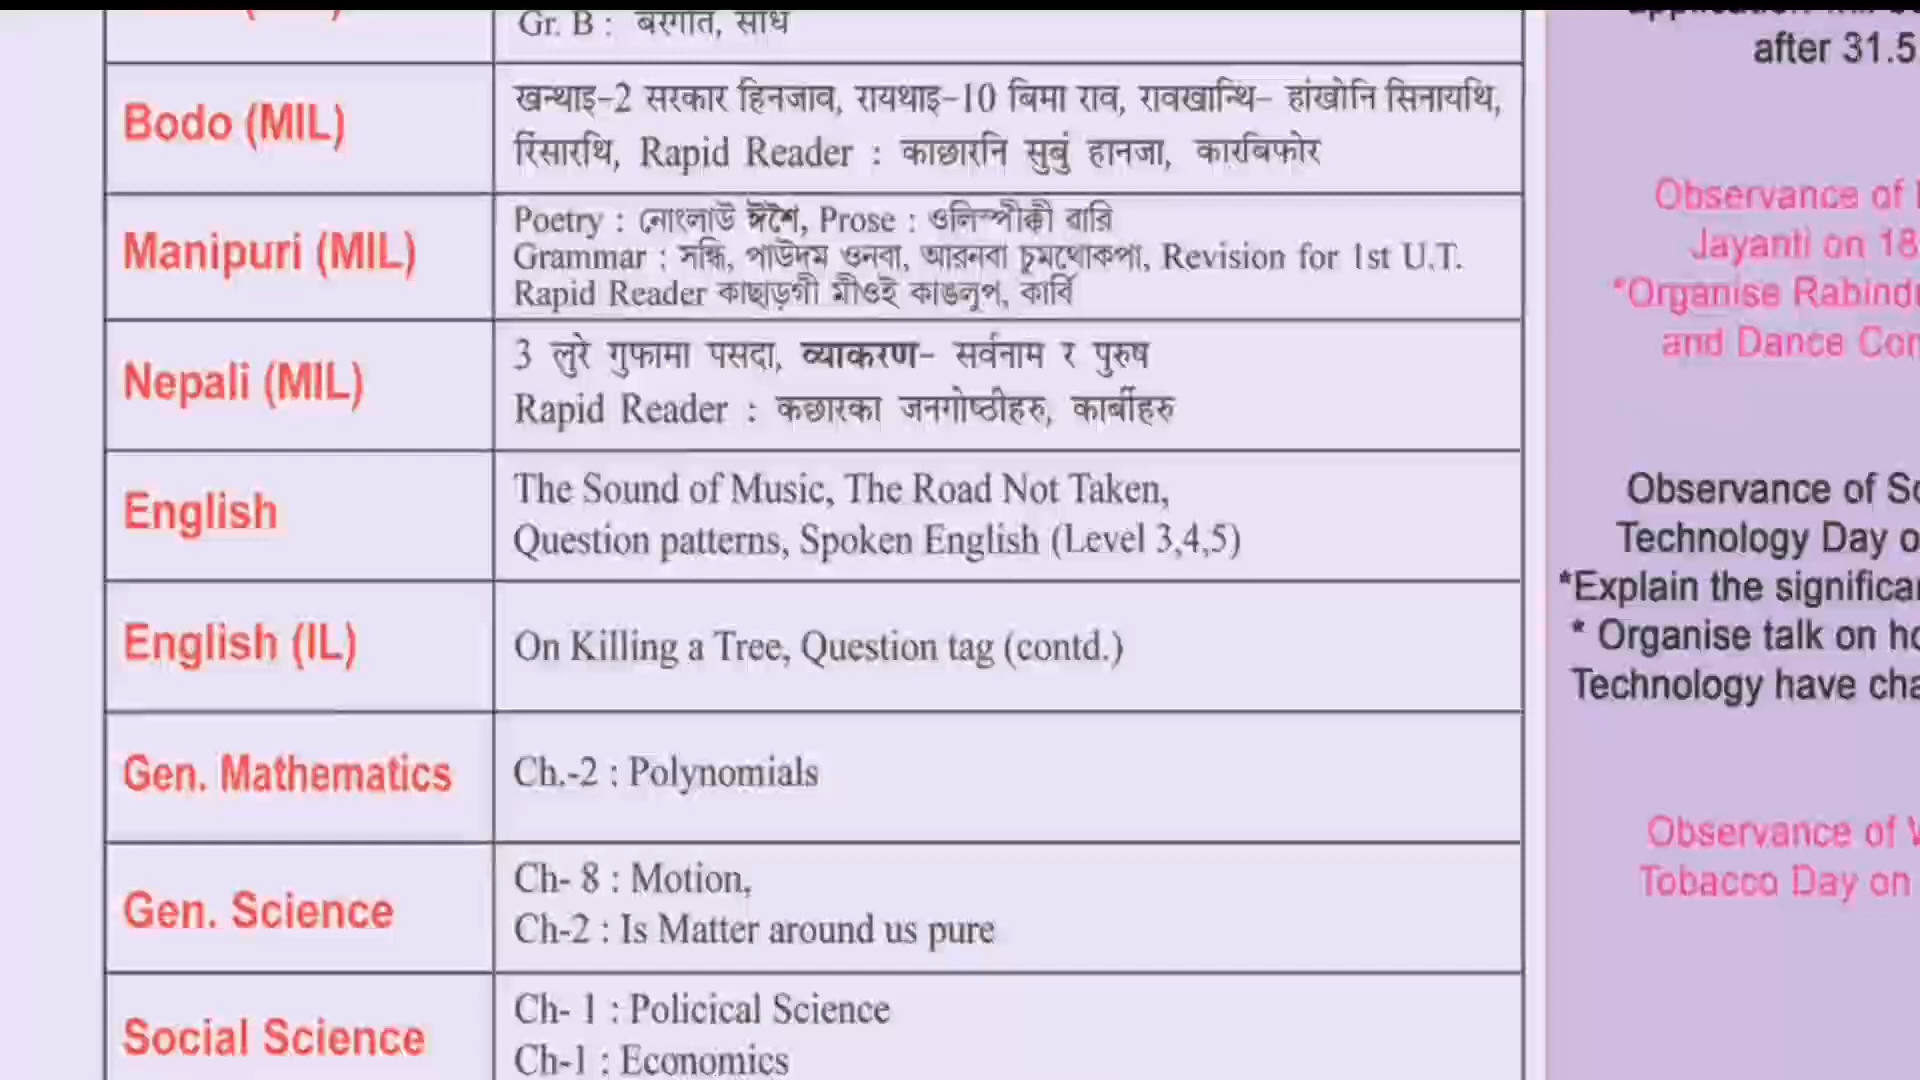 Gr. B : बरगीत, साध
Bodo (MIL)
खन्थाइ-2 सरकार हिनजाव, रायथाइ-10 बिमा राव, रावखान्थि- हांखोनि सिनायथि,
रिंसारथि, Rapid Reader : काछारनि सुबुं हानजा, कारबिफोर
Manipuri (MIL)
Poetry : নোংলাউ ঈশৈ, Prose : ওলিম্পীক্কী বারি
Grammar : সন্ধি, পাউদম ওনবা, আরনবা চুমথোকপা, Revision for 1st U.T.
Rapid Reader কাছাড়গী মীওই কাঙলুপ, কার্বি
Nepali (MIL)
3 लुरे गुफामा पसदा, व्याकरण- सर्वनाम र पुरुष
Rapid Reader : कछारका जनगोष्ठीहरु, कार्बीहरु
English
The Sound of Music, The Road Not Taken,
Question patterns, Spoken English (Level 3,4,5)
English (IL)
On Killing a Tree, Question tag (contd.)
Gen. Mathematics
Ch.-2 : Polynomials
Gen. Science
Ch- 8 : Motion,
Ch-2 : Is Matter around us pure
Social Science
Ch- 1 : Policical Science
Ch-1 : Economics
after 31.5
Observance of
Jayanti on 18
*Organise Rabind
and Dance Con
Observance of Sc
Technology Day o
*Explain the significa
* Organise talk on ho
Technology have cha
Observance of
Tobacco Day on